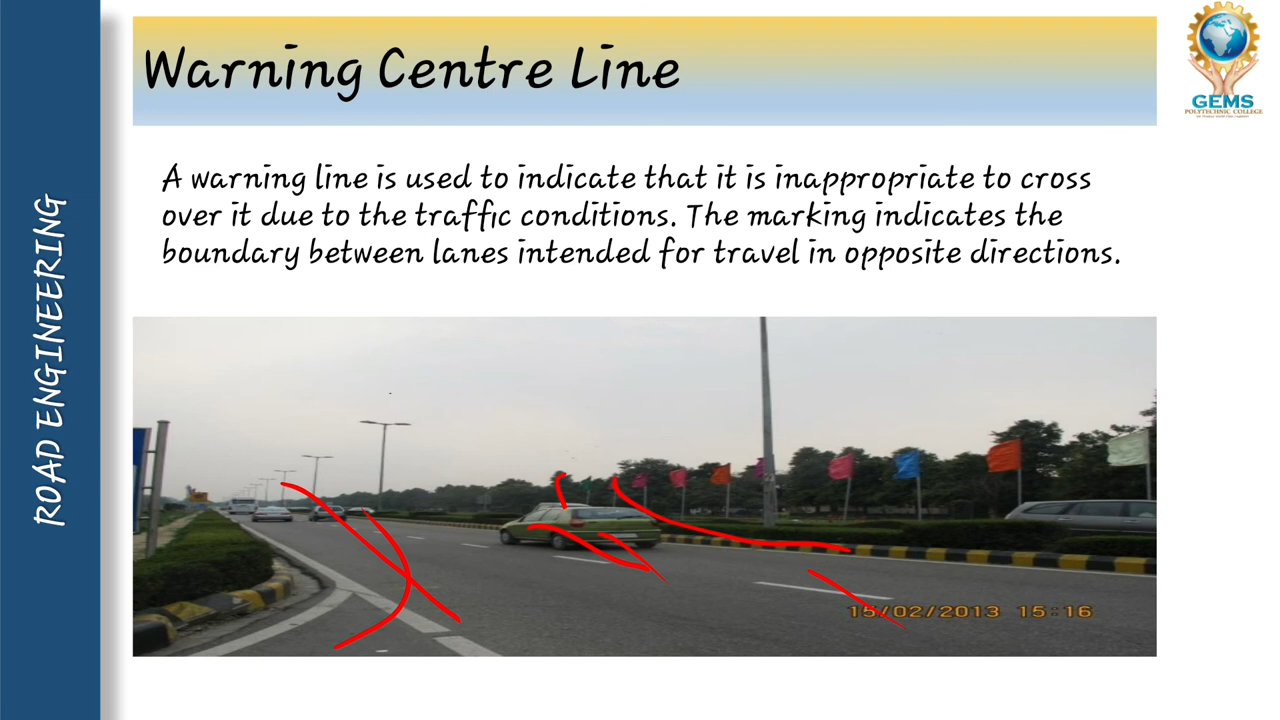 Warning Centre Line
GEMS
POLYTECHNIC COLLEGE
A warning line is used to indicate that it is inappropriate to cross
over it due to the traffic conditions. The marking indicates the
boundary between lanes intended for travel in opposite directions.
ROAD ENGINEERING
15/02/2013 15:16